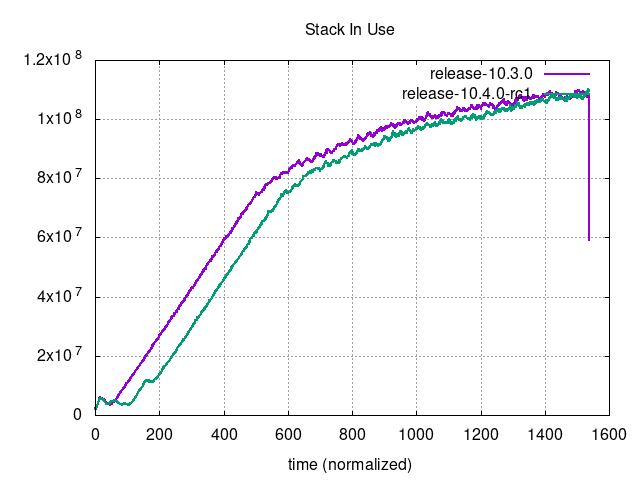 Stack In Use
1.2x10^8
1x10^8
8x10^7
6x10^7
4x10^7
2x10^7
0
release-10.3.0
release-10.4.0-rc1
0 200 400 600 800 1000 1200 1400 1600
time (normalized)